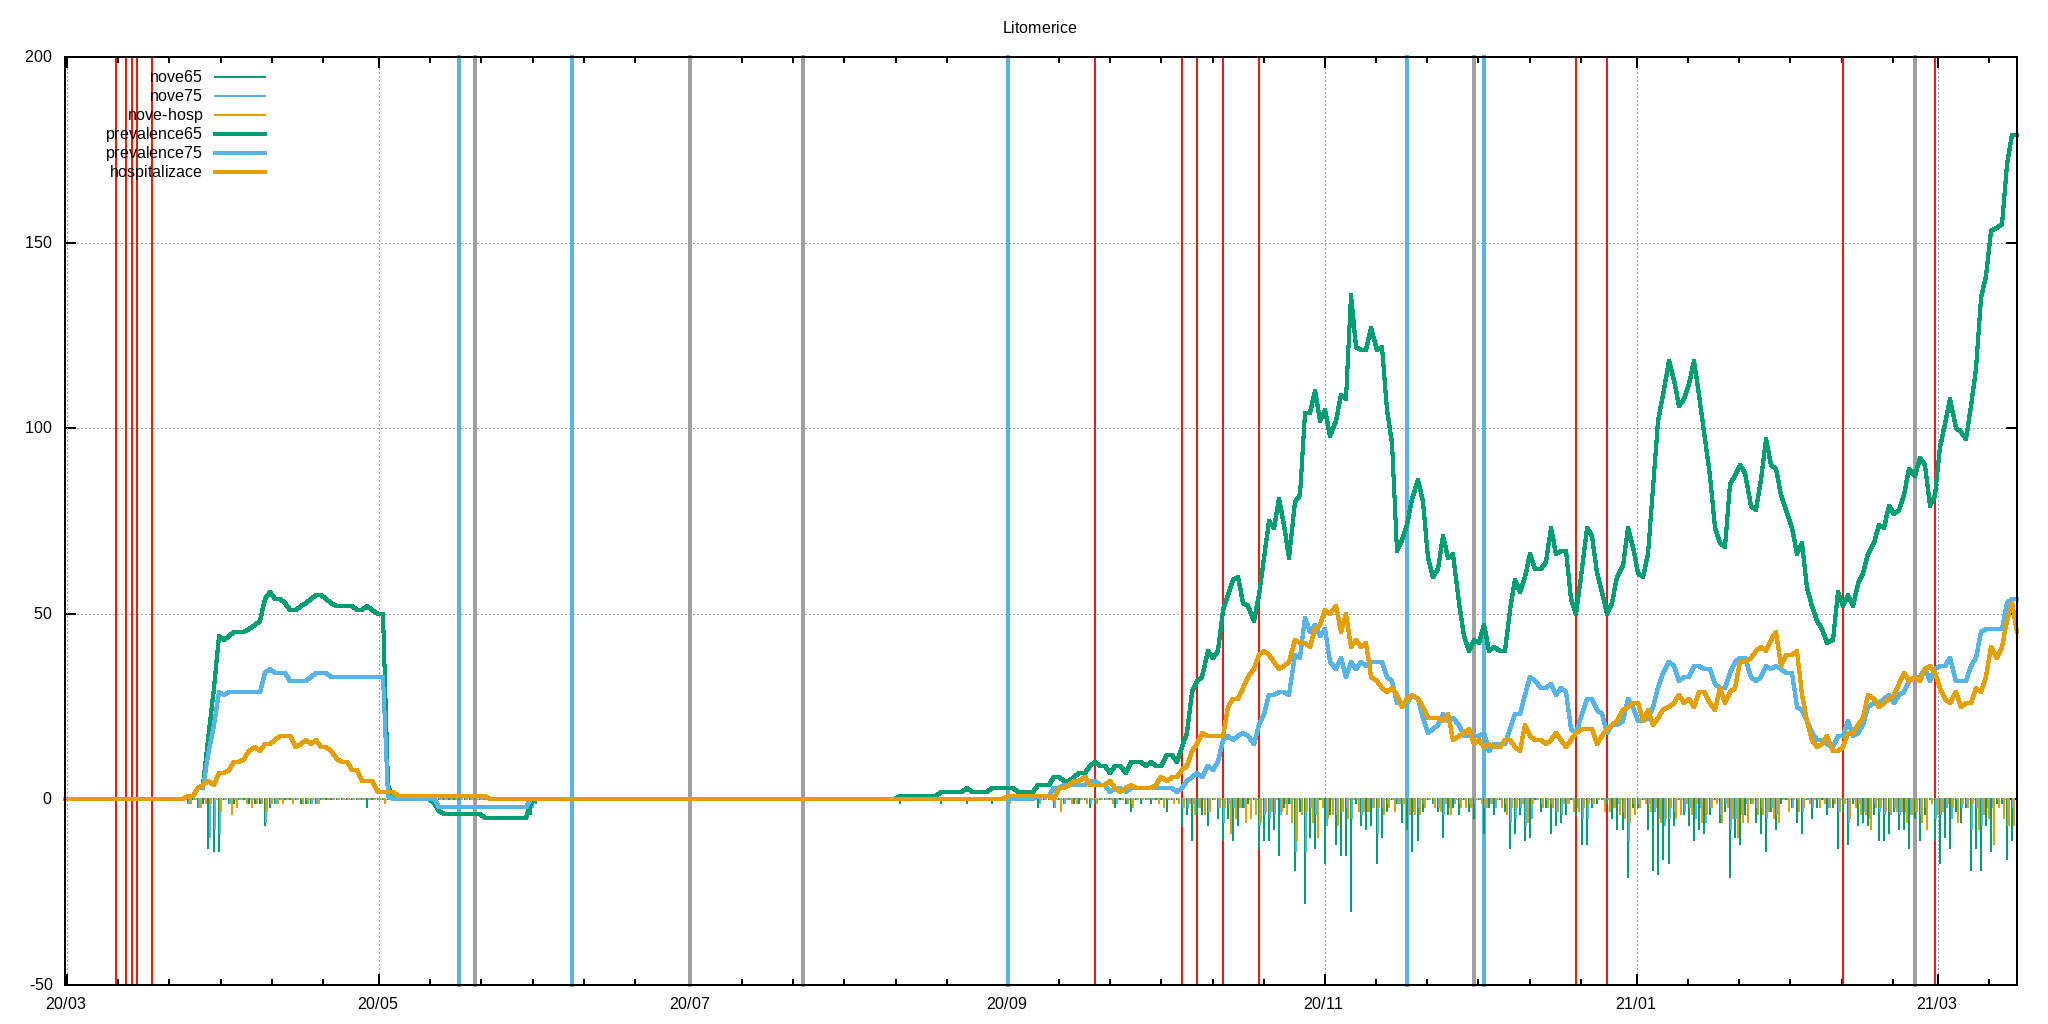 Litomerice
200
150
100
50
0
-50
nove65
nove75
nove-hosp
prevalence65
prevalence75
hospitalizace
20/03 20/05 20/07 20/09 20/11 21/01 21/03